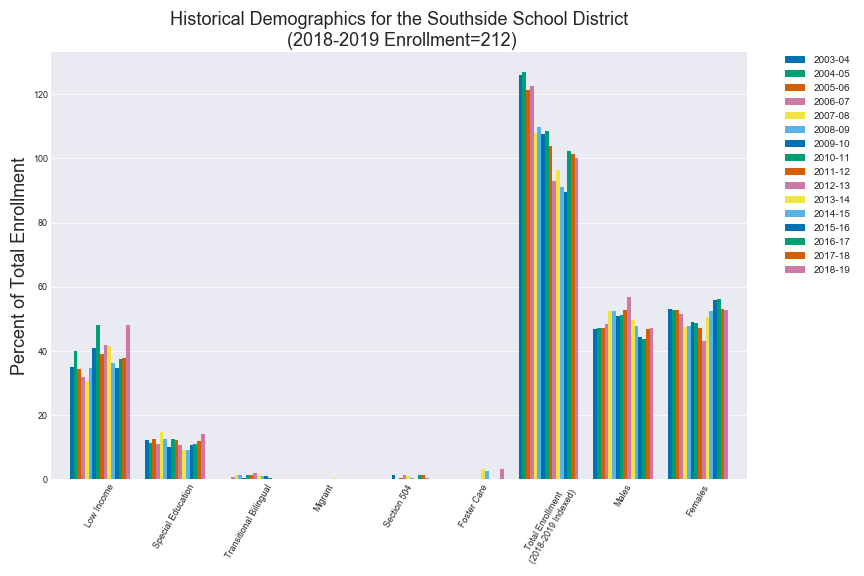 Historical Demographics for the Southside School District
(2018-2019 Enrollment=212)
Percent of Total Enrollment
120
100
80
60
40
20
0
Low Income
Special Education
Transitional Bilingual
Migrant
Section 504
Foster Care
Total Enrollment
(2018-2019 Indexed)
Males
Females
2003-04
2004-05
2005-06
2006-07
2007-08
2008-09
2009-10
2010-11
2011-12
2012-13
2013-14
2014-15
2015-16
2016-17
2017-18
2018-19